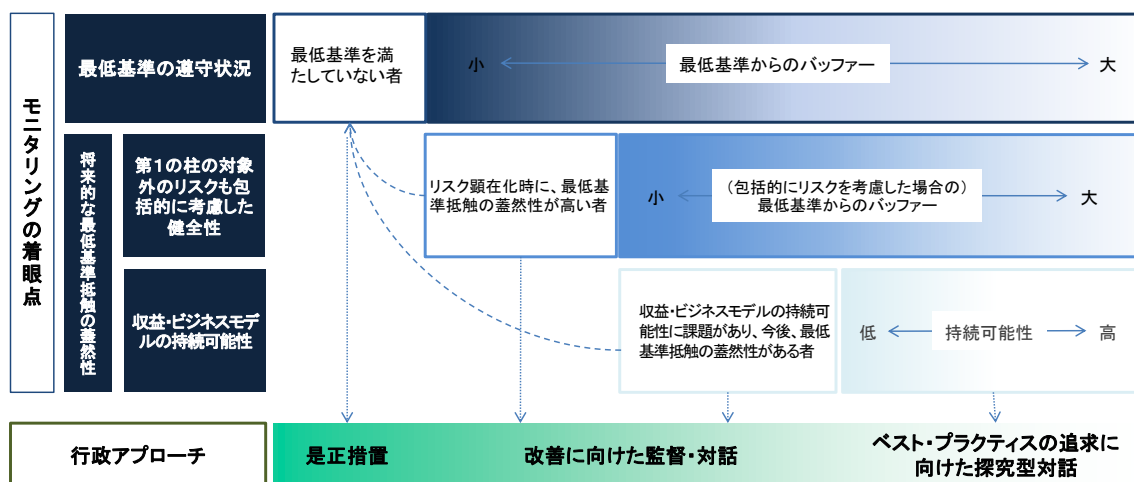 モニタリングの着眼点
最低基準の遵守状況
最低基準を満
たしていない者
小
最低基準からのバッファー
大
将来的な最低基準抵触の蓋然性
第1の柱の対象
外のリスクも包
括的に考慮した
健全性
リスク顕在化時に、最低基
準抵触の蓋然性が高い者
小
(包括的にリスクを考慮した場合の)
最低基準からのバッファー
大
収益・ビジネスモデ
ルの持続可能性
収益・ビジネスモデルの持続可
能性に課題があり、今後、最低
基準抵触の蓋然性がある者
低
持続可能性
高
行政アプローチ
是正措置
改善に向けた監督・対話
ベスト・プラクティスの追求に
向けた探究型対話